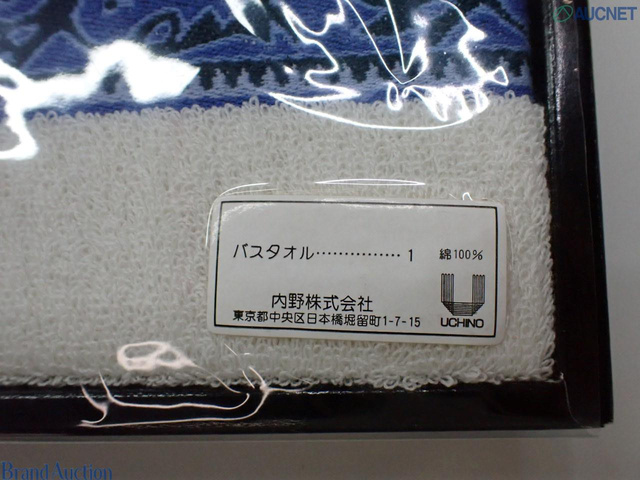 AUCNET
バスタオル……………1 綿100%
内野株式会社
東京都中央区日本橋堀留町1-7-15
UCHINO
Brand Auction